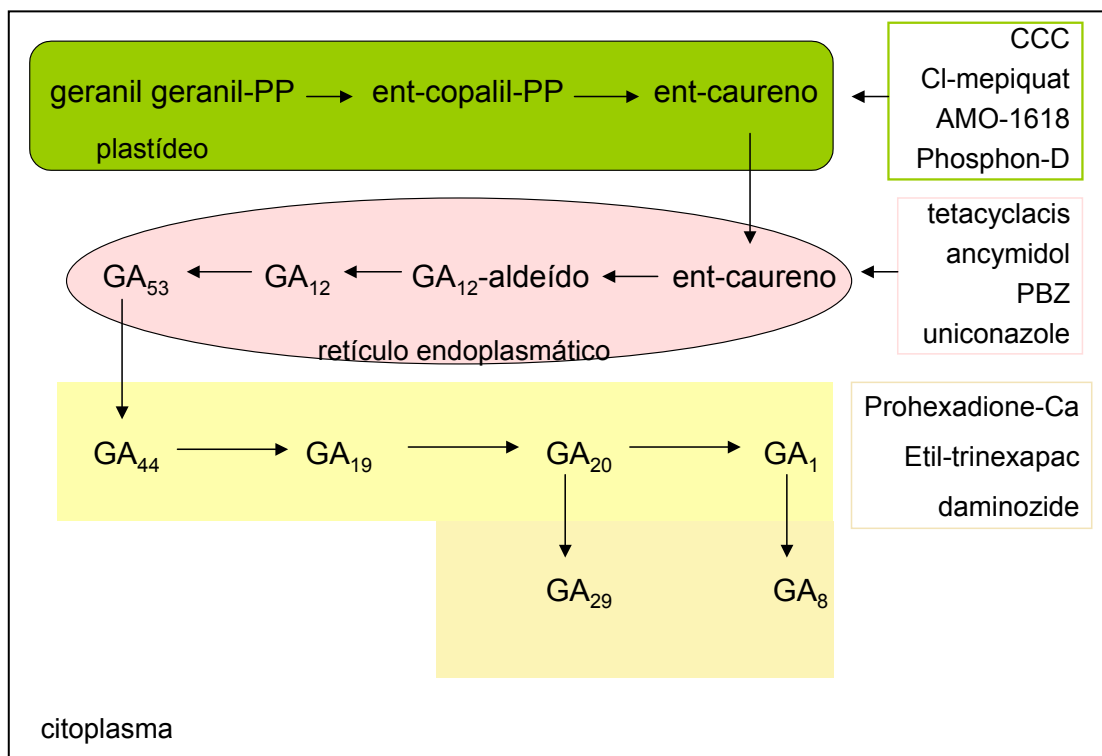 geranil geranil-PP ent-copalil-PP ent-caureno
plastídeo
CCC
Cl-mepiquat
AMO-1618
Phosphon-D
GA53 GA12 GA12-aldeído ent-caureno
retículo endoplasmático
tetacyclacis
ancymidol
PBZ
uniconazole
GA44 GA19 GA20 GA1
GA29 GA8
Prohexadione-Ca
Etil-trinexapac
daminozide
citoplasma